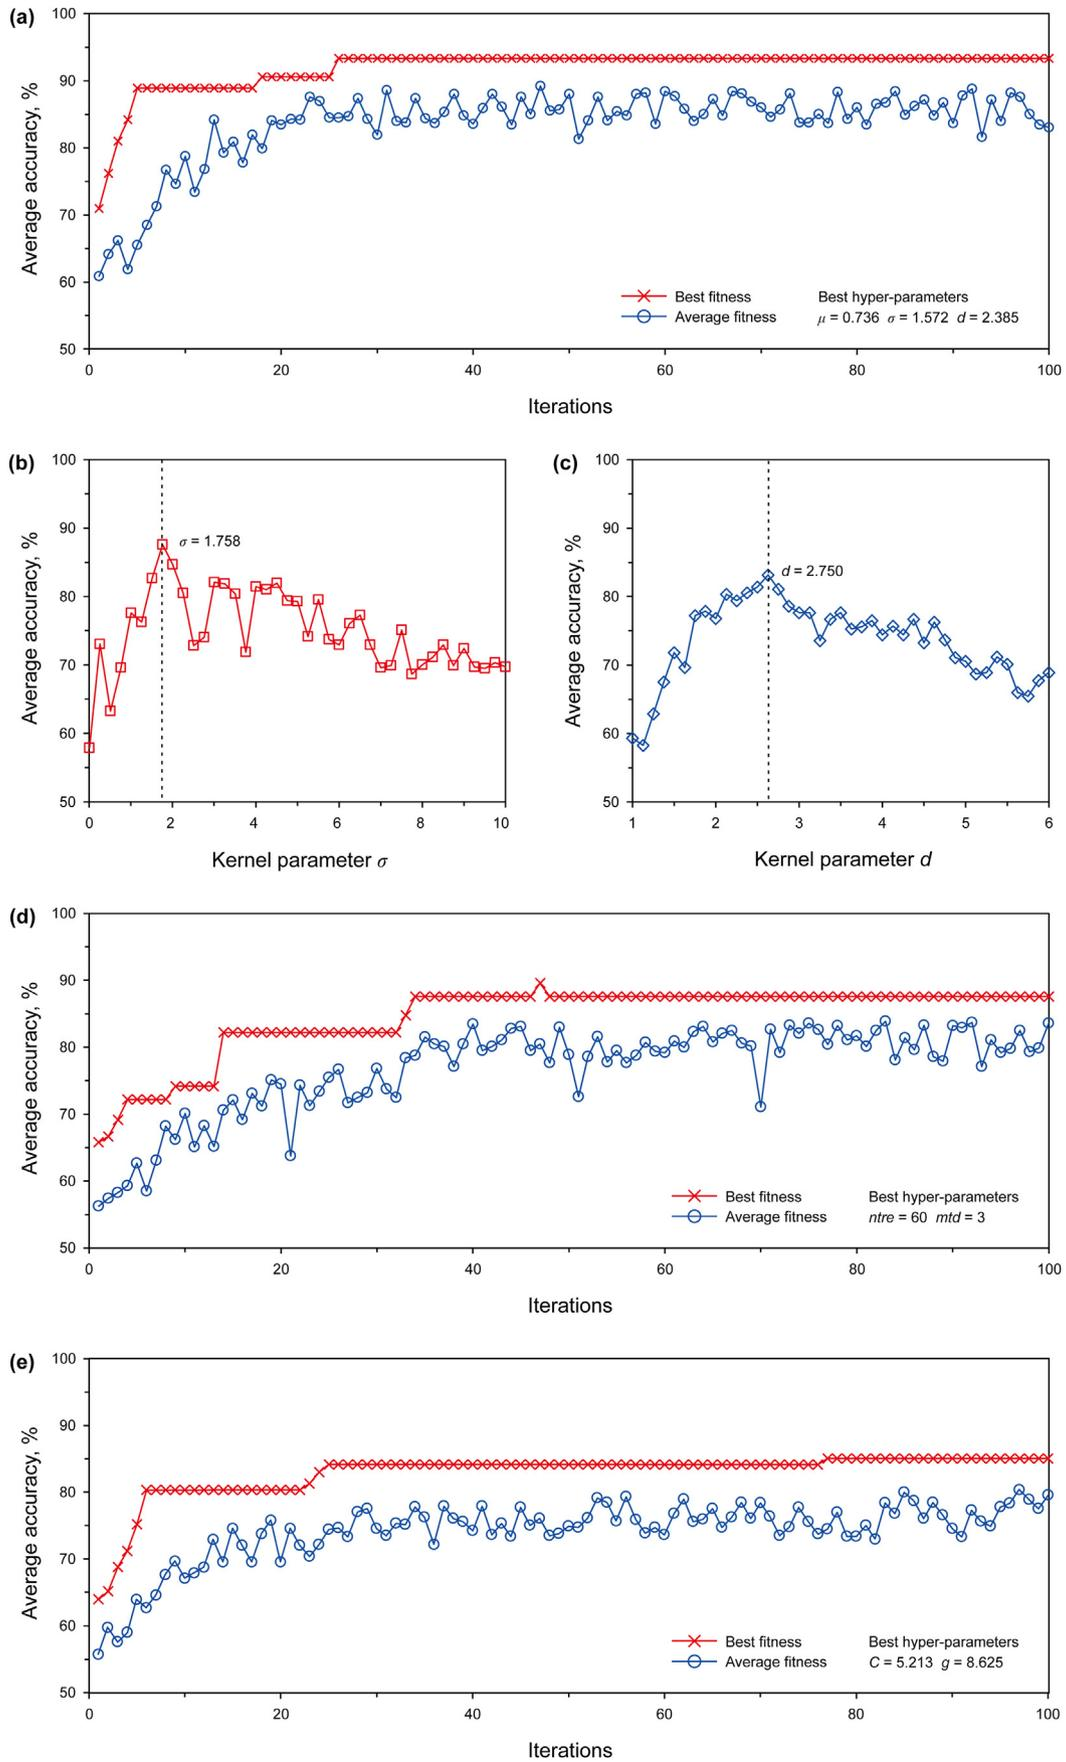 (a)
Average accuracy, %
100
90
80
70
60
50
0 20 40 60 80 100
Iterations
Best fitness
Average fitness
Best hyper-parameters
μ = 0.736 σ = 1.572 d = 2.385
(b)
Average accuracy, %
100
90
80
70
60
50
σ = 1.758
0 2 4 6 8 10
Kernel parameter σ
(c)
Average accuracy, %
100
90
80
70
60
50
d = 2.750
1 2 3 4 5 6
Kernel parameter d
(d)
Average accuracy, %
100
90
80
70
60
50
0 20 40 60 80 100
Iterations
Best fitness
Average fitness
Best hyper-parameters
ntre = 60 mtd = 3
(e)
Average accuracy, %
100
90
80
70
60
50
0 20 40 60 80 100
Iterations
Best fitness
Average fitness
Best hyper-parameters
C = 5.213 g = 8.625